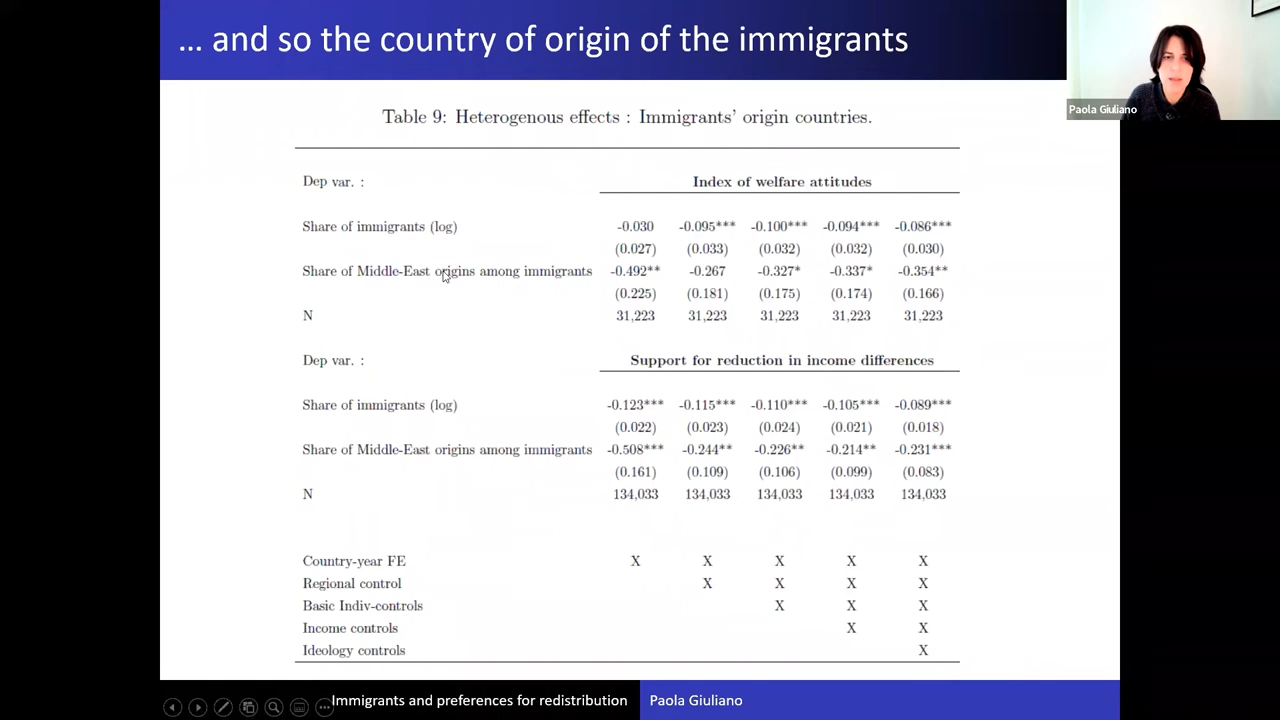 ... and so the country of origin of the immigrants
Paola Giuliano
Table 9: Heterogenous effects : Immigrants' origin countries.
Dep var. : Index of welfare attitudes
Share of immigrants (log) -0.030 -0.095*** -0.100*** -0.094*** -0.086***
(0.027) (0.033) (0.032) (0.032) (0.030)
Share of Middle-East origins among immigrants -0.492** -0.267 -0.327* -0.337* -0.354**
(0.225) (0.181) (0.175) (0.174) (0.166)
N 31,223 31,223 31,223 31,223 31,223
Dep var. : Support for reduction in income differences
Share of immigrants (log) -0.123*** -0.115*** -0.110*** -0.105*** -0.089***
(0.022) (0.023) (0.024) (0.021) (0.018)
Share of Middle-East origins among immigrants -0.508*** -0.244** -0.226** -0.214** -0.231***
(0.161) (0.109) (0.106) (0.099) (0.083)
N 134,033 134,033 134,033 134,033 134,033
Country-year FE X X X X X
Regional control X X X X
Basic Indiv-controls X X X
Income controls X X
Ideology controls X
Immigrants and preferences for redistribution Paola Giuliano